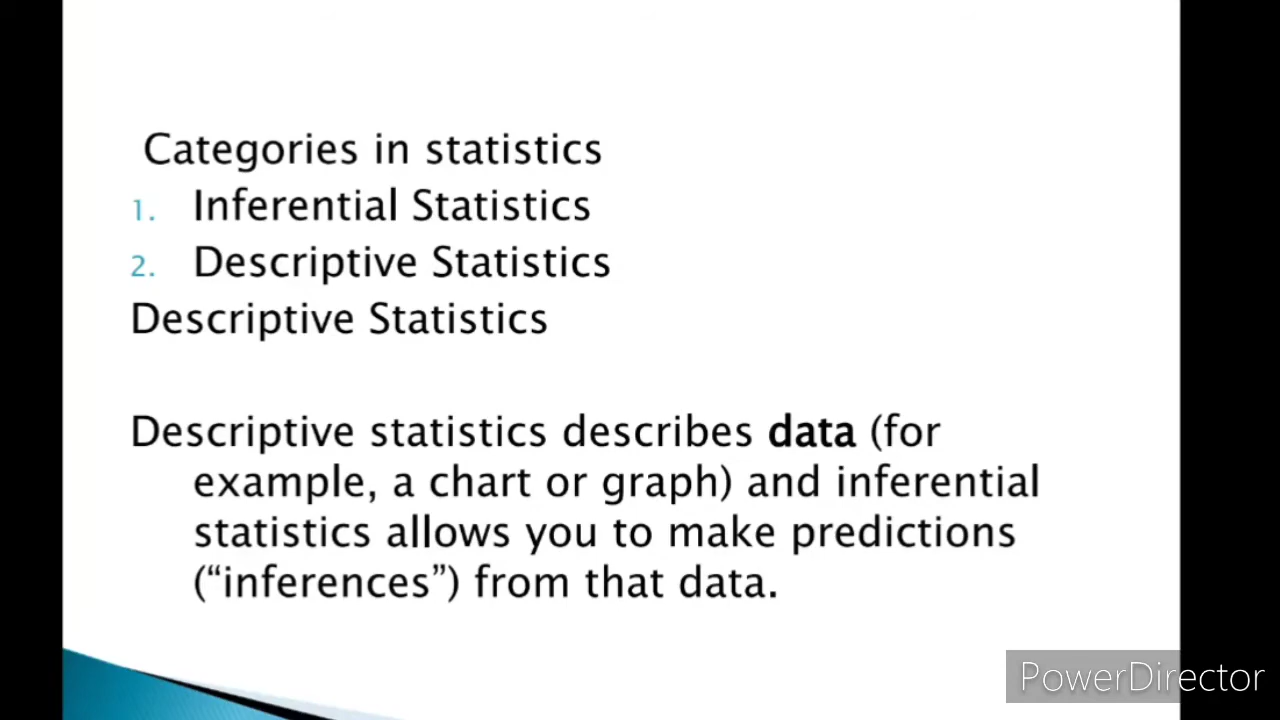 Categories in statistics
1. Inferential Statistics
2. Descriptive Statistics
Descriptive Statistics
Descriptive statistics describes data (for
example, a chart or graph) and inferential
statistics allows you to make predictions
(“inferences”) from that data.
PowerDirector